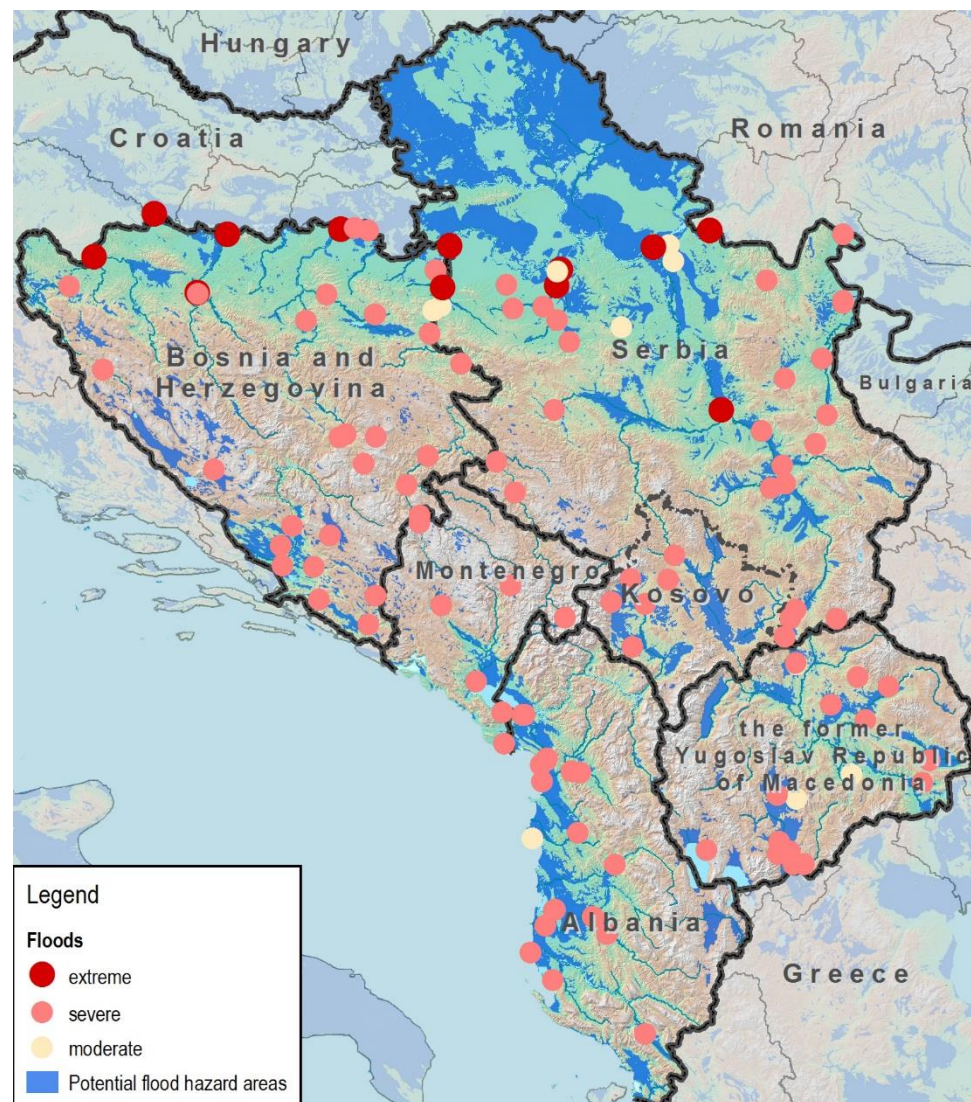 Hungary
Croatia
Romania
Serbia
Bosnia and
Herzegovina
Bulgaria
Montenegro
Kosovo
the former
Yugoslav Republic
of Macedonia
Albania
Greece
Legend
Floods
extreme
severe
moderate
Potential flood hazard areas